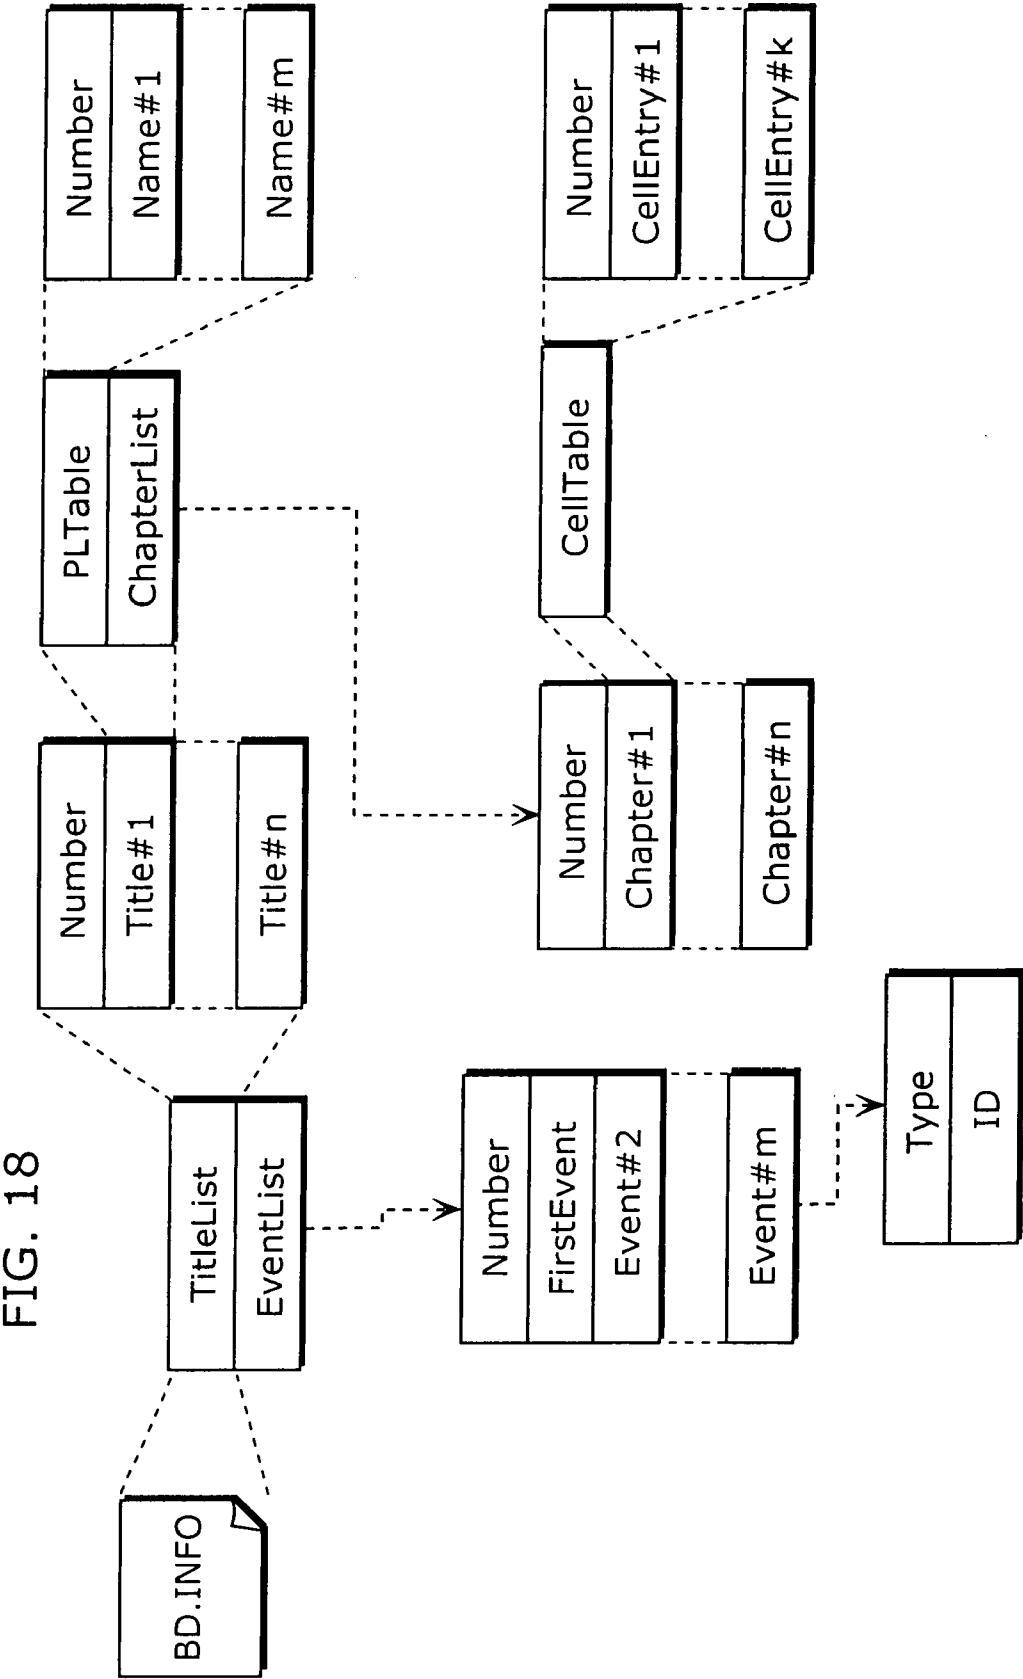 FIG. 18
BD.INFO
TitleList
EventList
Number
Title#1
Title#n
PLTable
ChapterList
Number
Name#1
Name#m
Number
FirstEvent
Event#2
Event#m
Type
ID
Number
Chapter#1
Chapter#n
CellTable
Number
CellEntry#1
CellEntry#k